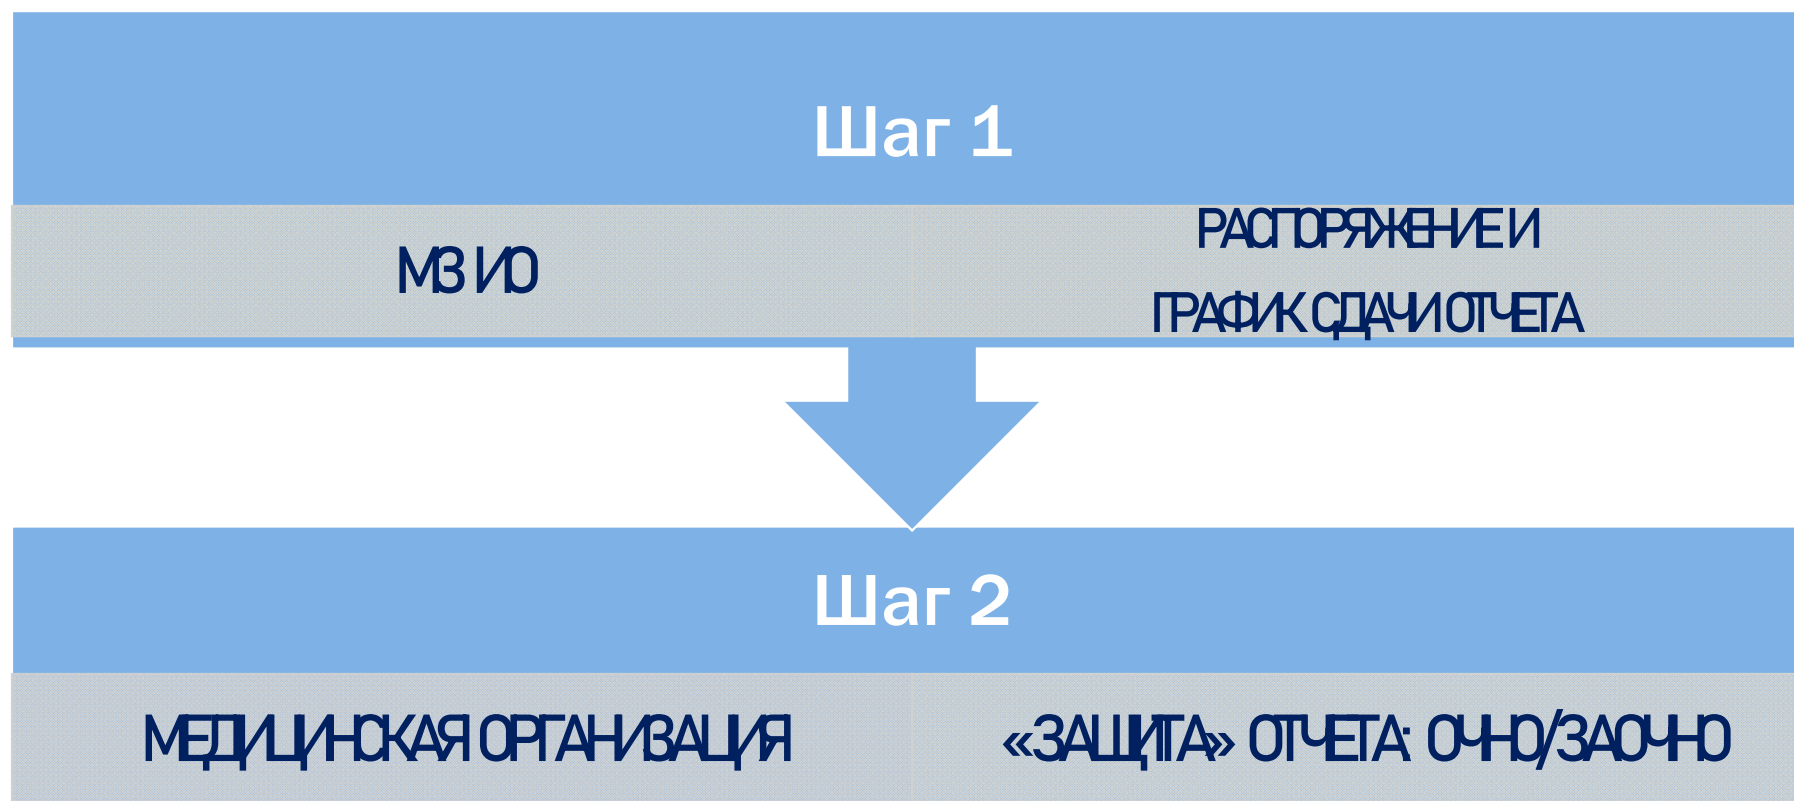 Шаг 1
МЗ ИО
РАСПОРЯЖЕНИЕ И
ГРАФИК СДАЧИ ОТЧЕТА
Шаг 2
МЕДИЦИНСКАЯ ОРГАНИЗАЦИЯ
«ЗАЩИТА» ОТЧЕТА: ОЧНО/ЗАОЧНО